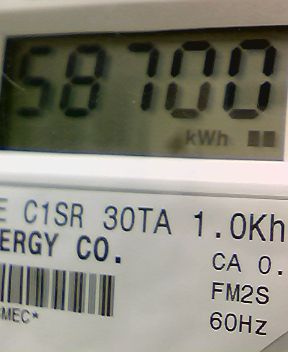 58700
kWh
E C1SR 30TA 1.0Kh
ERGY CO.
CA 0.
FM2S
MEC*
60Hz